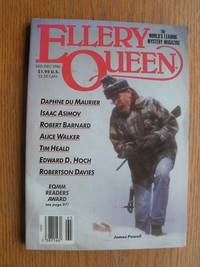 ELLERY
QUEEN
THE
WORLD'S LEADING
MYSTERY MAGAZINE
MID-DEC. 1986
$1.95 U.S.
DAPHNE DU MAURIER
ISAAC ASIMOV
ROBERT BARNARD
ALICE WALKER
TIM HEALD
EDWARD D. HOCH
ROBERTSON DAVIES
EQMM
READERS
AWARD
James Powell